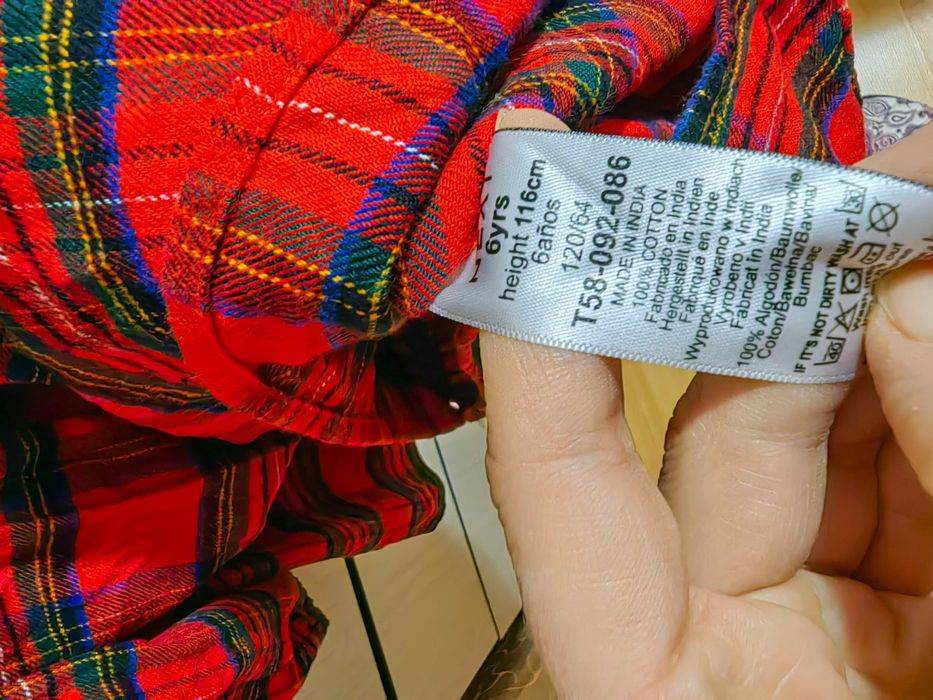 NEXT
6yrs
height 116cm
6años
120/64
T58-092-086
MADE IN INDIA
100% COTTON
Fabricado en India
Hergestellt in Indien
Fabriqué en Inde
Wyprodukowano w Indiach
Vyrobeno v Indii
Fabricat in India
100% Algodón/Baumwolle/
Coton/Bawełna/Bavlna/
Bumbac
IF IT'S NOT DIRTY WASH AT
40